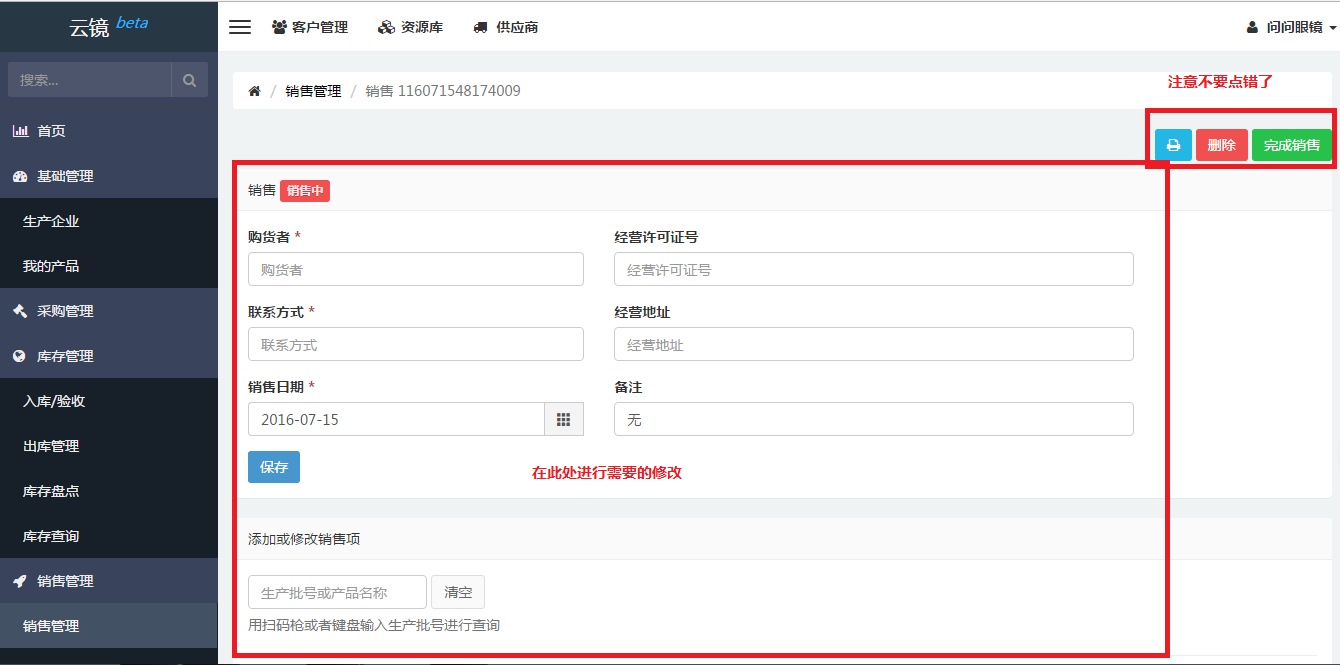 云镜 beta
客户管理 资源库 供应商 问问眼镜
搜索...
首页
基础管理
生产企业
我的产品
采购管理
库存管理
入库/验收
出库管理
库存盘点
库存查询
销售管理
销售管理
/ 销售管理 / 销售 116071548174009
注意不要点错了
删除 完成销售
销售 销售中
购货者 * 经营许可证号
购货者 经营许可证号
联系方式 * 经营地址
联系方式 经营地址
销售日期 * 备注
2016-07-15 无
保存
在此处进行需要的修改
添加或修改销售项
生产批号或产品名称 清空
用扫码枪或者键盘输入生产批号进行查询